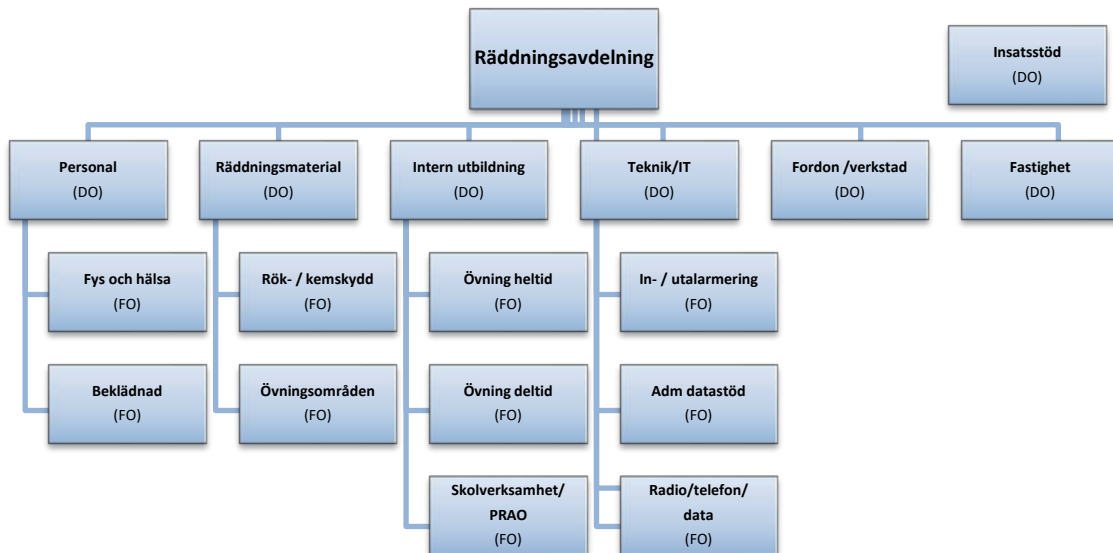 Räddningsavdelning
Insatsstöd
(DO)
Personal
(DO)
Räddningsmaterial
(DO)
Intern utbildning
(DO)
Teknik/IT
(DO)
Fordon /verkstad
(DO)
Fastighet
(DO)
Fys och hälsa
(FO)
Rök- / kemskydd
(FO)
Övning heltid
(FO)
In- / utalarmering
(FO)
Beklädnad
(FO)
Övningsområden
(FO)
Övning deltid
(FO)
Adm datastöd
(FO)
Skolverksamhet/
PRAO
(FO)
Radio/telefon/
data
(FO)